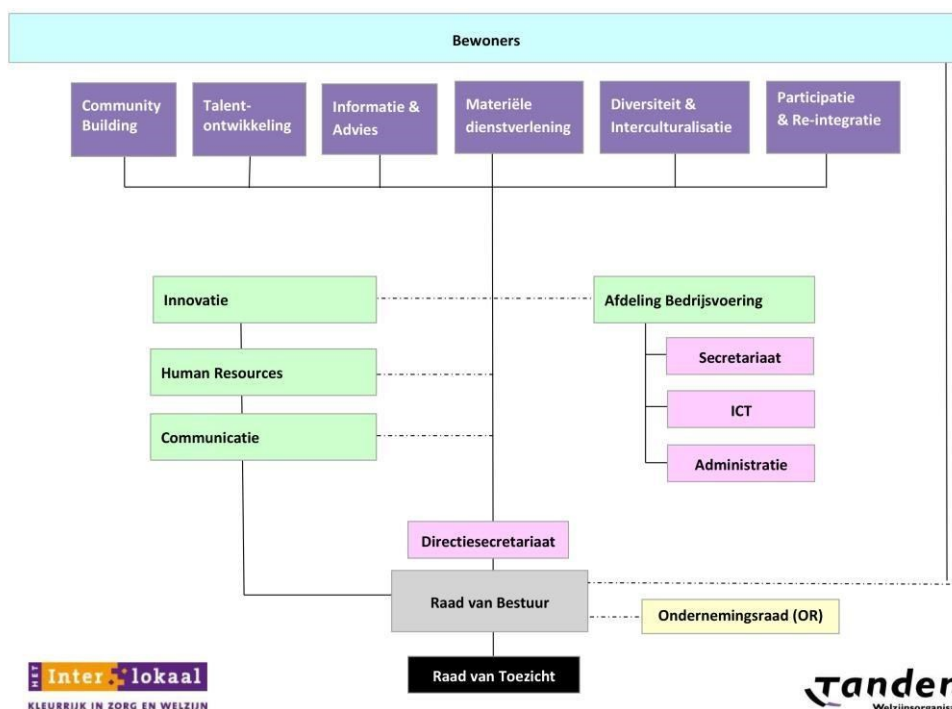 Bewoners
Community
Building
Talent-
ontwikkeling
Informatie &
Advies
Materiële
dienstverlening
Diversiteit &
Interculturalisatie
Participatie
& Re-integratie
Innovatie
Afdeling Bedrijsvoering
Human Resources
Secretariaat
Communicatie
ICT
Administratie
Directiesecretariaat
Raad van Bestuur
Ondernemingsraad (OR)
Raad van Toezicht
HET Inter lokaal
KLEURRIJK IN ZORG EN WELZIJN
Tander
Welzijnsorganis